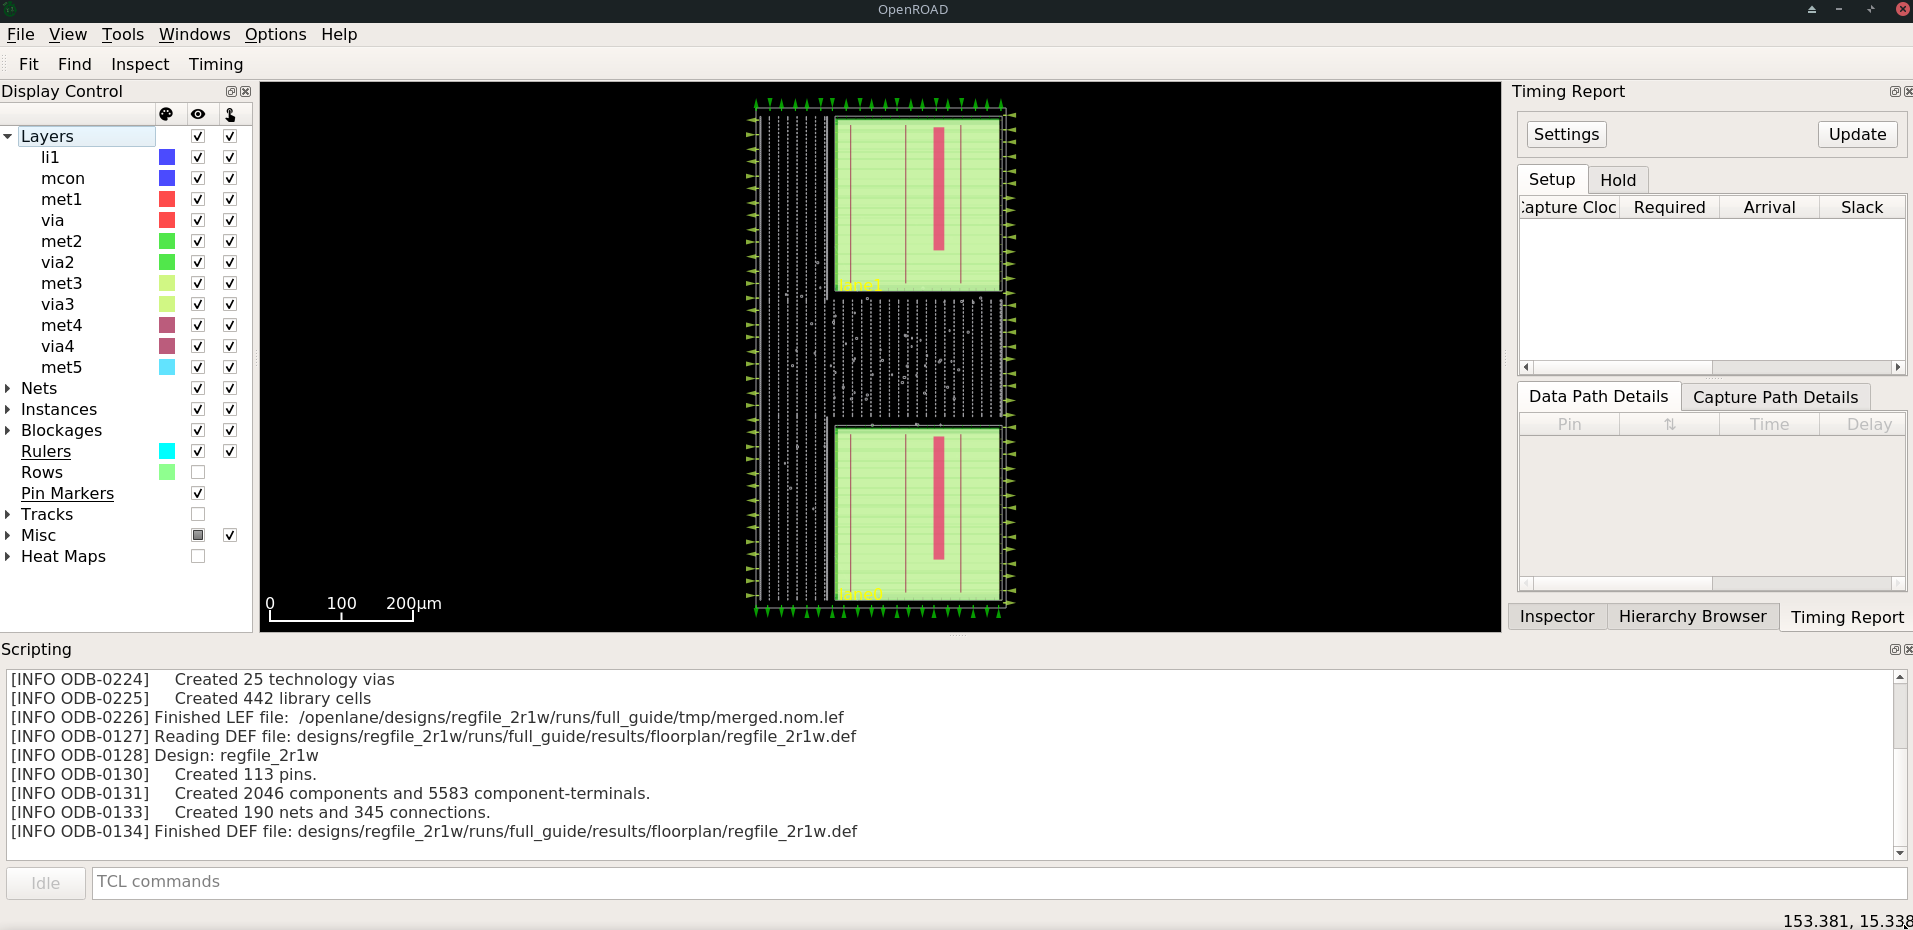 OpenROAD
File View Tools Windows Options Help
Fit Find Inspect Timing
Display Control
Layers
li1
mcon
met1
via
met2
via2
met3
via3
met4
via4
met5
Nets
Instances
Blockages
Rulers
Rows
Pin Markers
Tracks
Misc
Heat Maps
lane1
lane0
0 100 200μm
Timing Report
Settings Update
Setup Hold
Capture Cloc Required Arrival Slack
Data Path Details Capture Path Details
Pin ⇅ Time Delay
Inspector Hierarchy Browser Timing Report
Scripting
[INFO ODB-0224] Created 25 technology vias
[INFO ODB-0225] Created 442 library cells
[INFO ODB-0226] Finished LEF file: /openlane/designs/regfile_2r1w/runs/full_guide/tmp/merged.nom.lef
[INFO ODB-0127] Reading DEF file: designs/regfile_2r1w/runs/full_guide/results/floorplan/regfile_2r1w.def
[INFO ODB-0128] Design: regfile_2r1w
[INFO ODB-0130] Created 113 pins.
[INFO ODB-0131] Created 2046 components and 5583 component-terminals.
[INFO ODB-0133] Created 190 nets and 345 connections.
[INFO ODB-0134] Finished DEF file: designs/regfile_2r1w/runs/full_guide/results/floorplan/regfile_2r1w.def
Idle TCL commands
153.381, 15.338